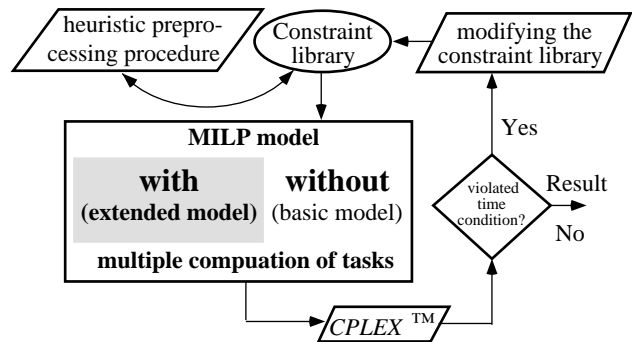 heuristic prepro-
cessing procedure
Constraint
library
modifying the
constraint library
MILP model
with
(extended model)
without
(basic model)
multiple compuation of tasks
CPLEX ™
violated
time
condition?
Yes
Result
No